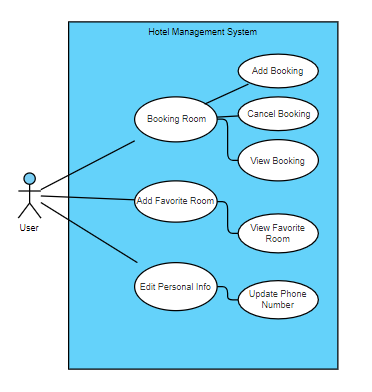 Hotel Management System
Add Booking
Booking Room
Cancel Booking
View Booking
User
Add Favorite Room
View Favorite
Room
Edit Personal Info
Update Phone
Number